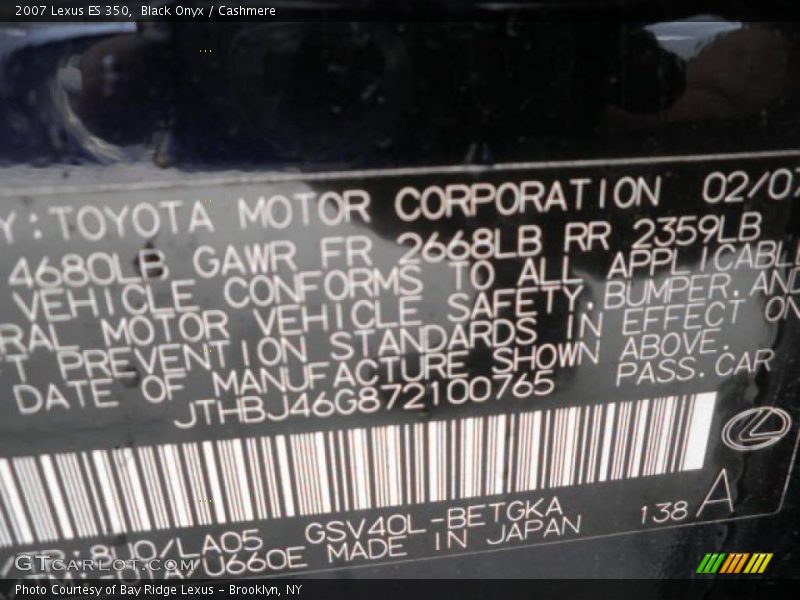 2007 Lexus ES 350, Black Onyx / Cashmere
Y: TOYOTA MOTOR CORPORATION 02/07
4680LB GAWR FR 2668LB RR 2359LB
VEHICLE CONFORMS TO ALL APPLICABLE
RAL MOTOR VEHICLE SAFETY, BUMPER, AND
T PREVENTION STANDARDS IN EFFECT ON
DATE OF MANUFACTURE SHOWN ABOVE.
JTHBJ46G872100765 PASS. CAR
:8U0/LA05 GSV40L-BETGKA 138 A
/U660E MADE IN JAPAN
GTCARLOT.COM
Photo Courtesy of Bay Ridge Lexus – Brooklyn, NY